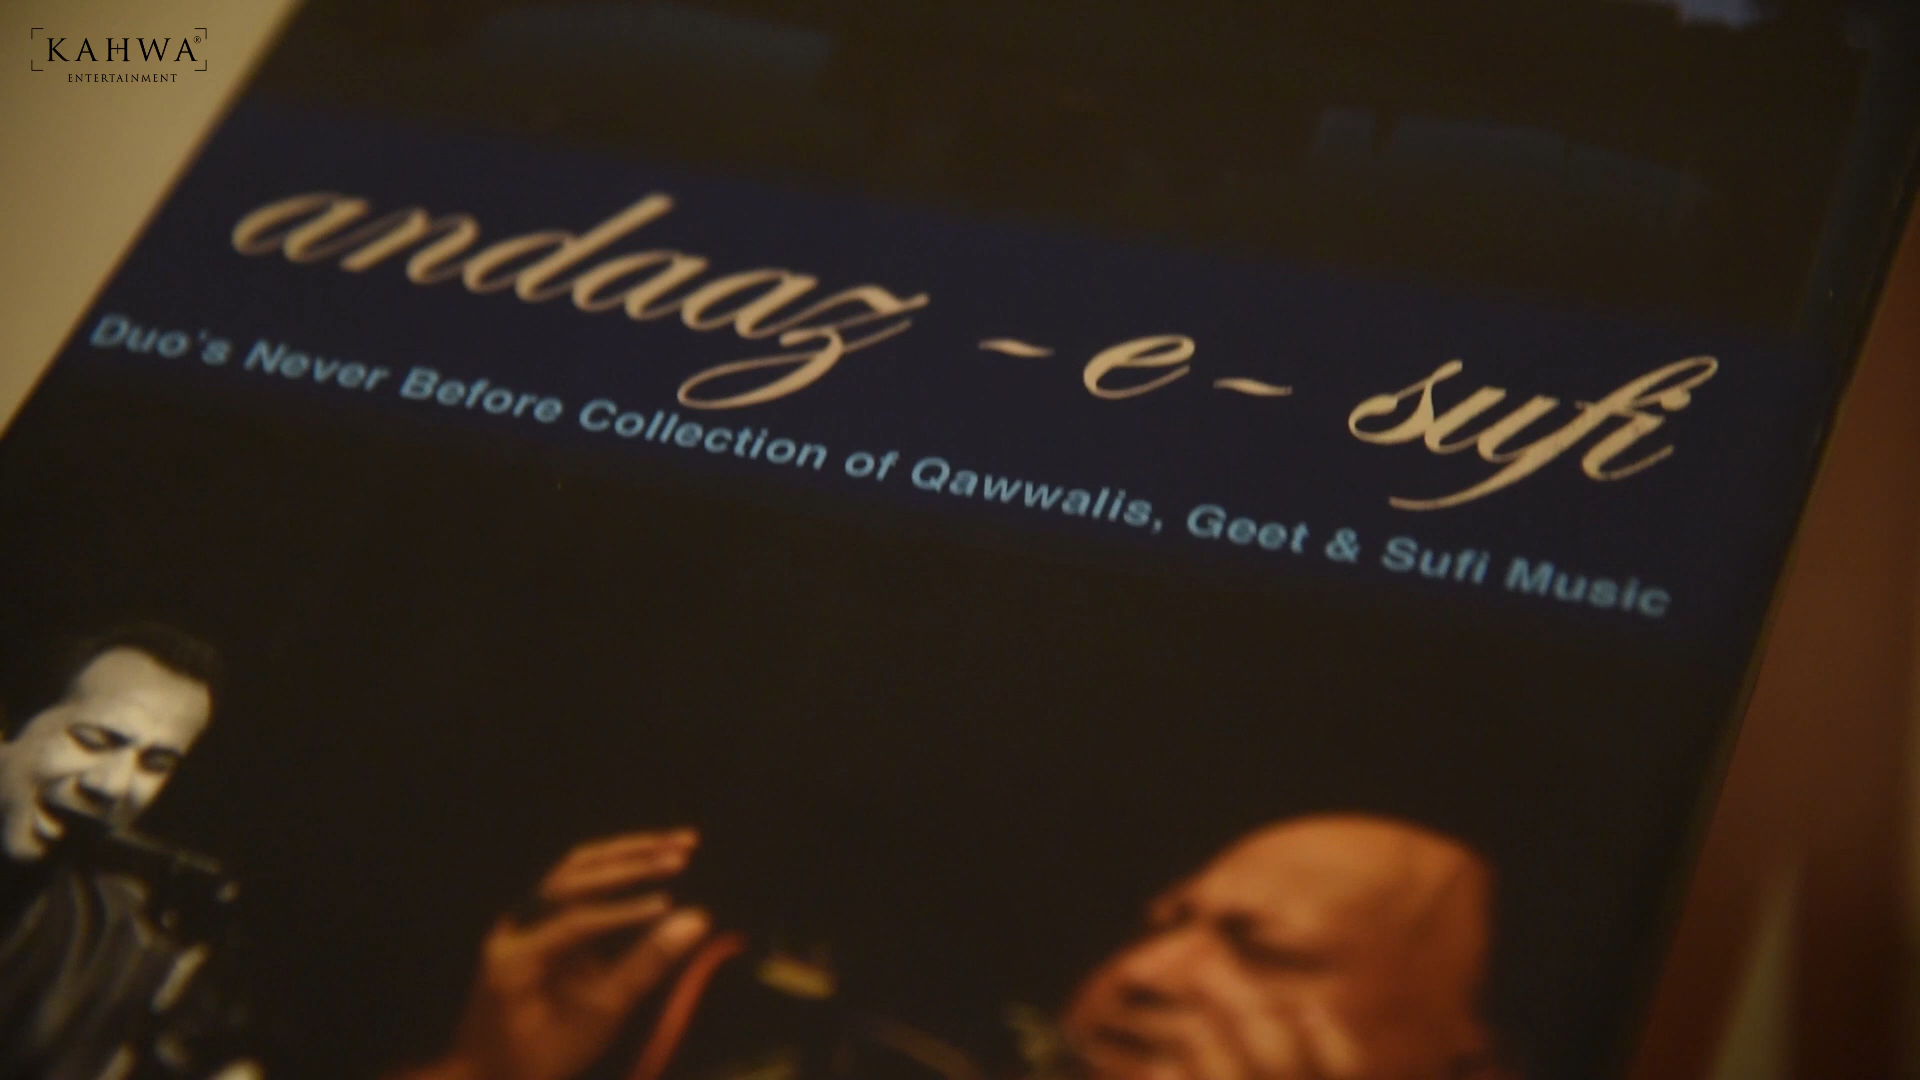 KAHWA®
ENTERTAINMENT
andaaz - e - sufi
Duo's Never Before Collection of Qawwalis, Geet & Sufi Music